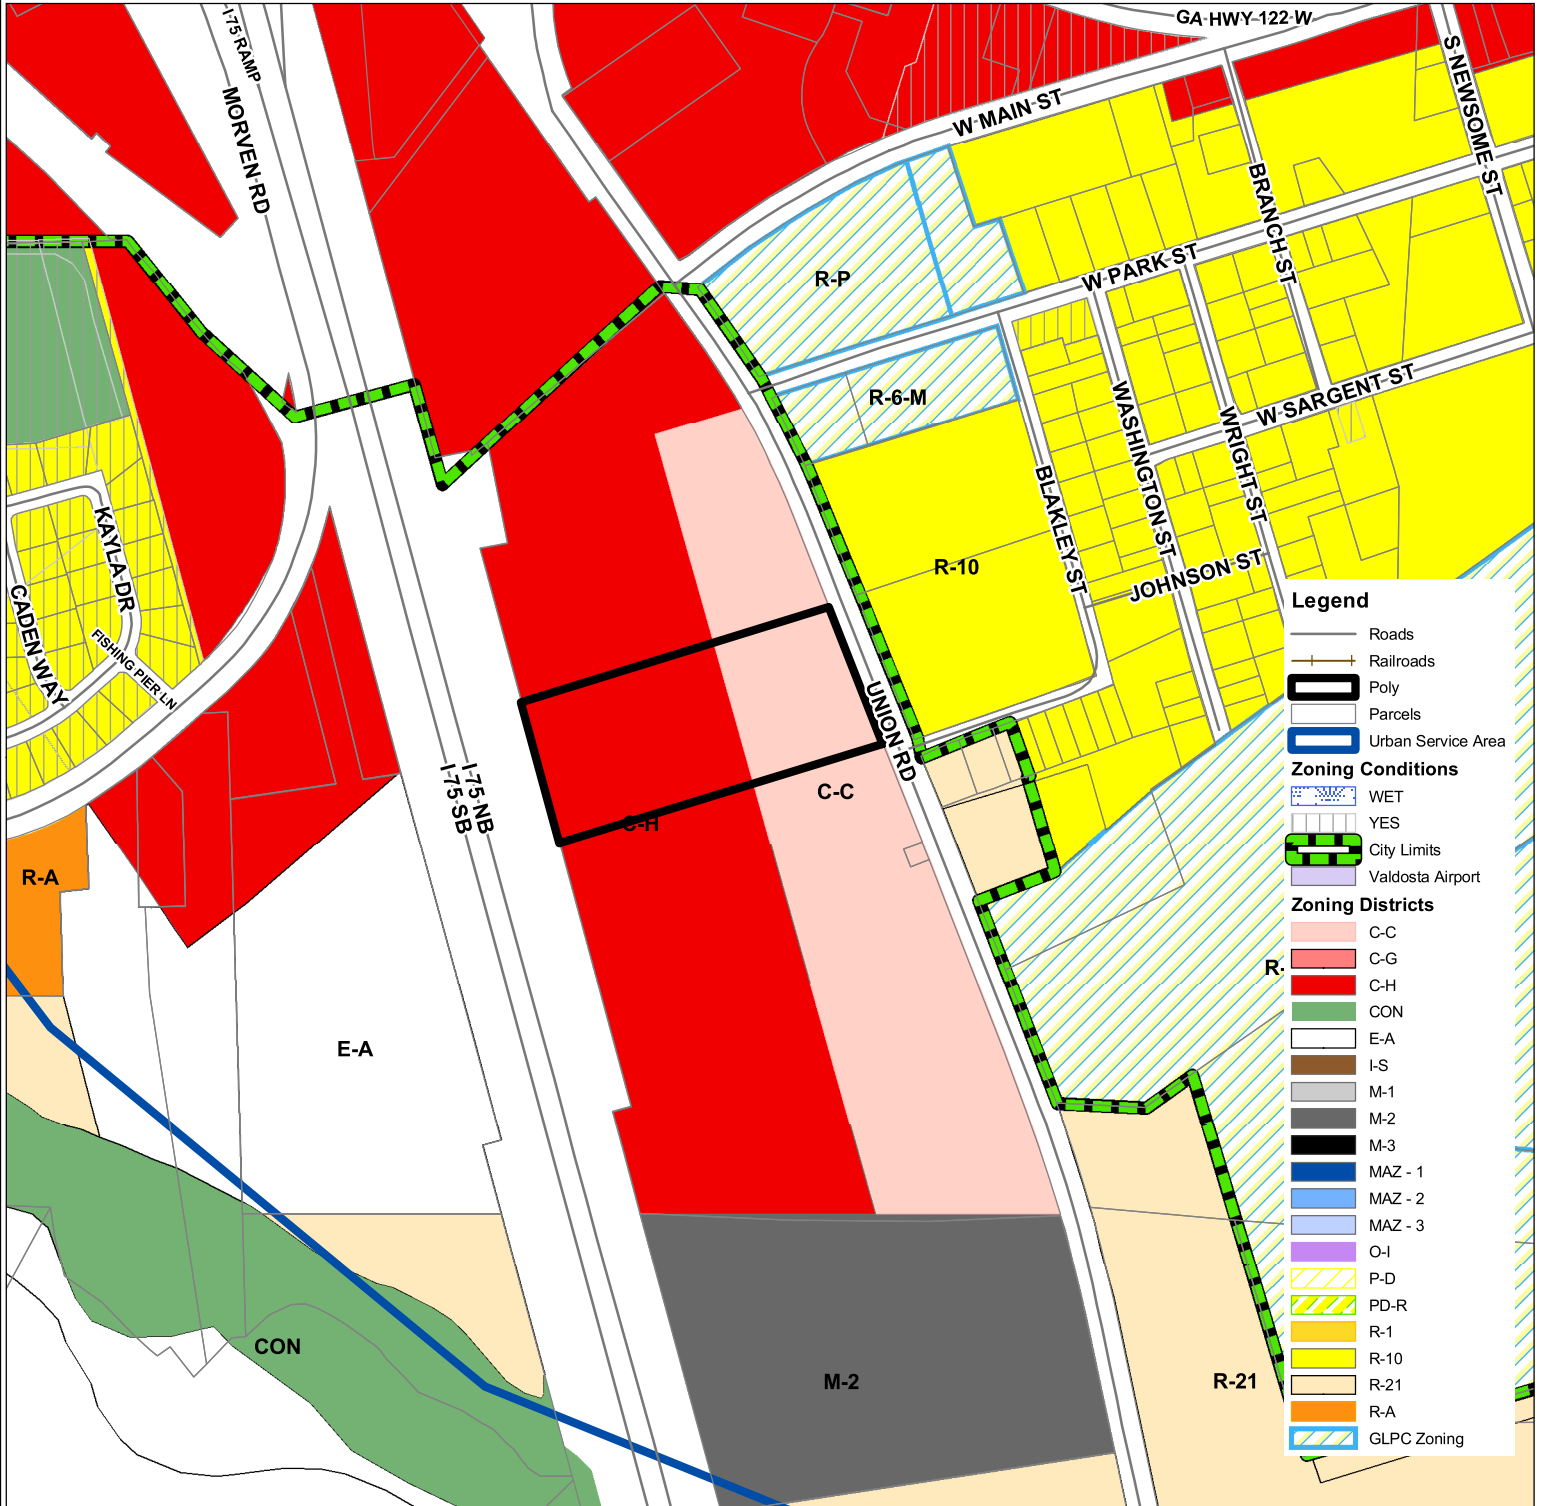 GA HWY 122 W
I-75 RAMP
S NEWSOME ST
MORVEN RD
W MAIN ST
BRANCH ST
W PARK ST
R-P
R-6-M
W SARGENT ST
WASHINGTON ST
WRIGHT ST
BLAKLEY ST
KAYLA DR
R-10
JOHNSON ST
CADEN WAY
FISHING PIER LN
UNION RD
I-75 NB
I-75 SB
C-C
C-H
R-A
R-
E-A
CON
M-2
R-21
Legend
Roads
Railroads
Poly
Parcels
Urban Service Area
Zoning Conditions
WET
YES
City Limits
Valdosta Airport
Zoning Districts
C-C
C-G
C-H
CON
E-A
I-S
M-1
M-2
M-3
MAZ - 1
MAZ - 2
MAZ - 3
O-I
P-D
PD-R
R-1
R-10
R-21
R-A
GLPC Zoning